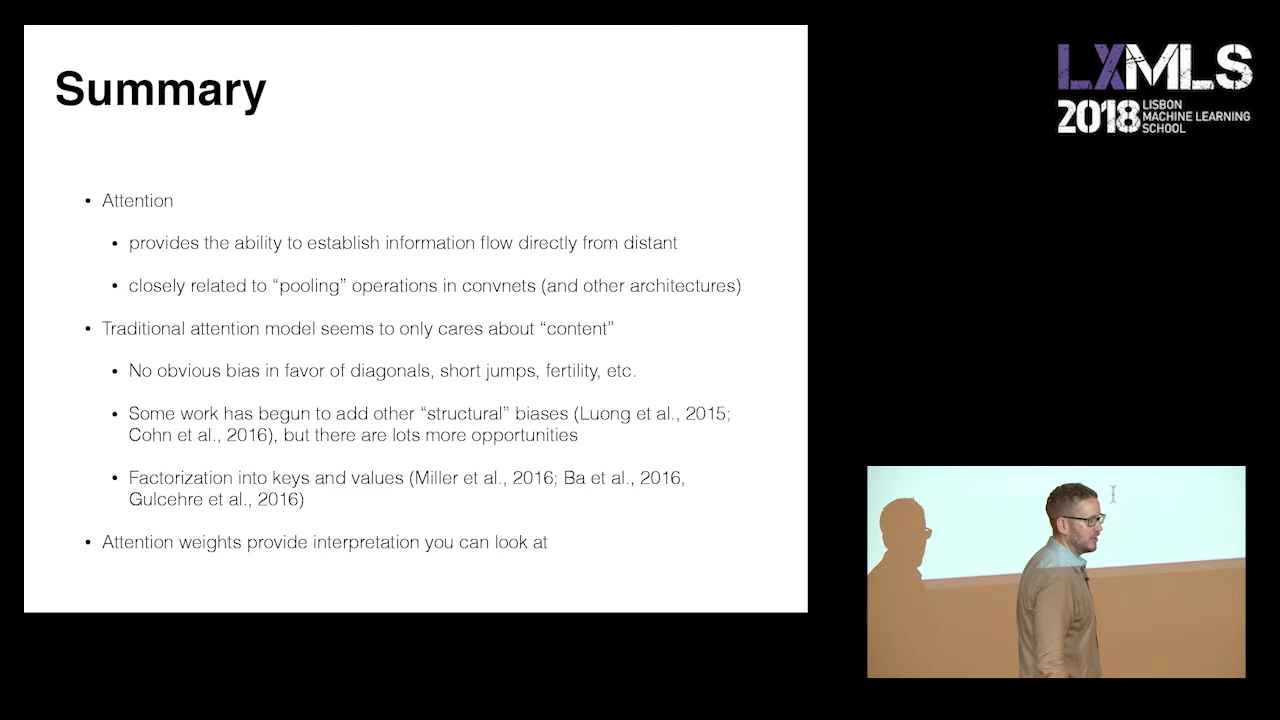 Summary
• Attention
• provides the ability to establish information flow directly from distant
• closely related to “pooling” operations in convnets (and other architectures)
• Traditional attention model seems to only cares about “content”
• No obvious bias in favor of diagonals, short jumps, fertility, etc.
• Some work has begun to add other “structural” biases (Luong et al., 2015;
Cohn et al., 2016), but there are lots more opportunities
• Factorization into keys and values (Miller et al., 2016; Ba et al., 2016,
Gulcehre et al., 2016)
• Attention weights provide interpretation you can look at
LXMLS
2018 LISBON
MACHINE LEARNING
SCHOOL